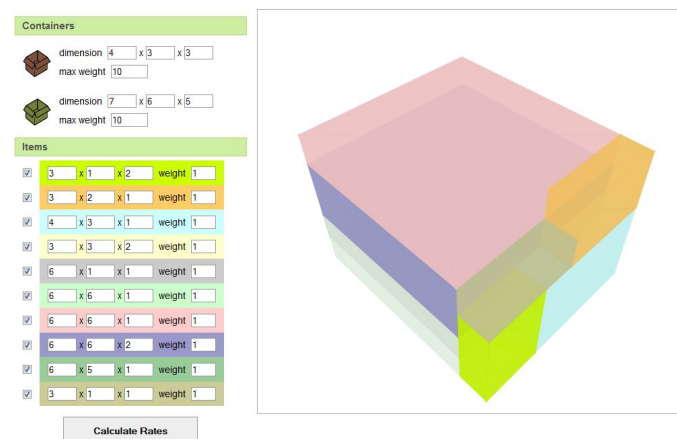 Containers
dimension 4 x 3 x 3
max weight 10
dimension 7 x 6 x 5
max weight 10
Items
3 x 1 x 2 weight 1
3 x 2 x 1 weight 1
4 x 3 x 1 weight 1
3 x 3 x 2 weight 1
6 x 1 x 1 weight 1
6 x 6 x 1 weight 1
6 x 6 x 1 weight 1
6 x 6 x 2 weight 1
6 x 5 x 1 weight 1
3 x 1 x 1 weight 1
Calculate Rates